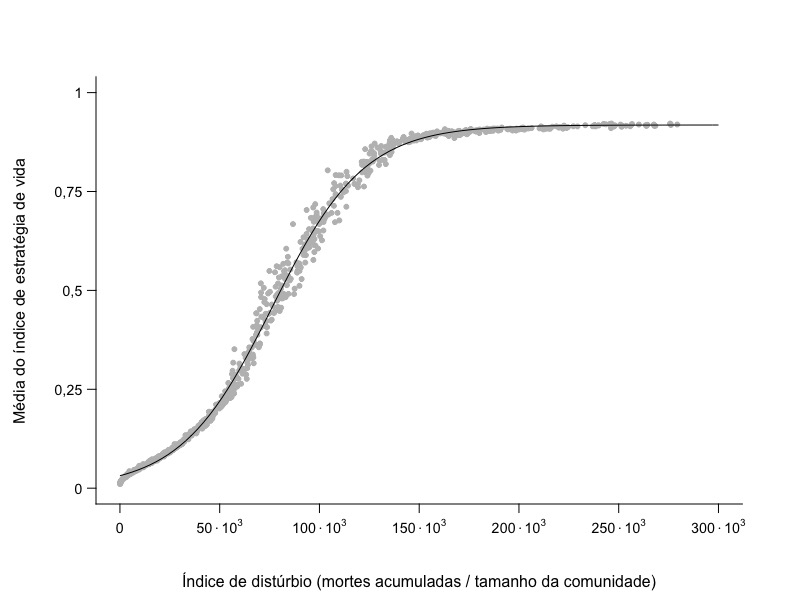 Média do índice de estratégia de vida
1
0,75
0,5
0,25
0
0 50·10³ 100·10³ 150·10³ 200·10³ 250·10³ 300·10³
Índice de distúrbio (mortes acumuladas / tamanho da comunidade)